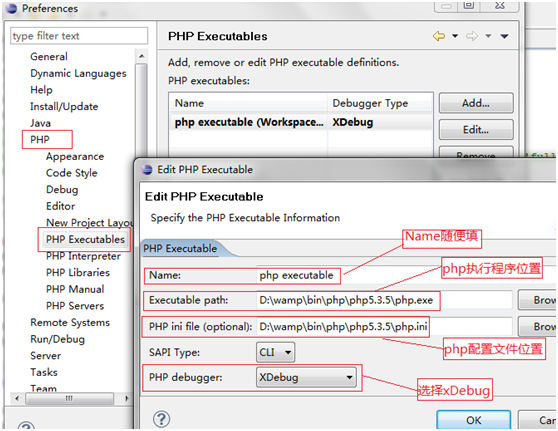 Preferences
type filter text
General
Dynamic Languages
Help
Install/Update
Java
PHP
Appearance
Code Style
Debug
Editor
New Project Layou
PHP Executables
PHP Interpreter
PHP Libraries
PHP Manual
PHP Servers
Remote Systems
Run/Debug
Server
Tasks
Team
PHP Executables
Add, remove or edit PHP executable definitions.
PHP executables:
Name Debugger Type
php executable (Workspace... XDebug
Add...
Edit...
Remove
Edit PHP Executable
Edit PHP Executable
Specify the PHP Executable Information
PHP Executable
Name随便填
Name: php executable
php执行程序位置
Executable path: D:\wamp\bin\php\php5.3.5\php.exe Brow
PHP ini file (optional): D:\wamp\bin\php\php5.3.5\php.ini Brow
php配置文件位置
SAPI Type: CLI
PHP debugger: XDebug
选择xDebug
OK Can